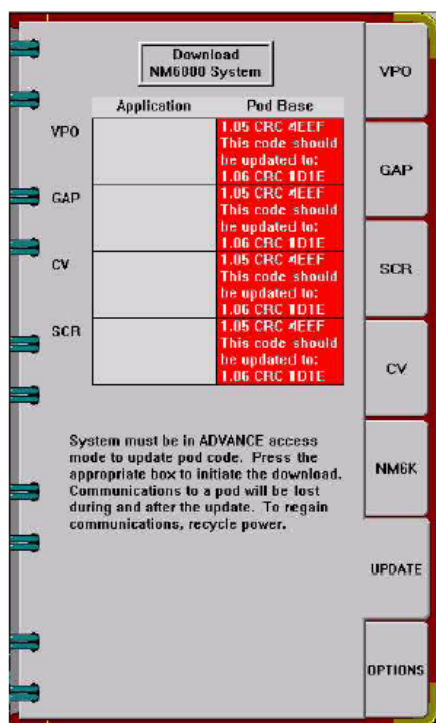 Download
NM6000 System
Application Pod Base
VPO
1.05 CRC 4EEF
This code should
be updated to:
1.06 CRC 1D1E
GAP
1.05 CRC 4EEF
This code should
be updated to:
1.06 CRC 1D1E
CV
1.05 CRC 4EEF
This code should
be updated to:
1.06 CRC 1D1E
SCR
1.05 CRC 4EEF
This code should
be updated to:
1.06 CRC 1D1E
System must be in ADVANCE access
mode to update pod code. Press the
appropriate box to initiate the download.
Communications to a pod will be lost
during and after the update. To regain
communications, recycle power.
VPO
GAP
SCR
CV
NM6K
UPDATE
OPTIONS